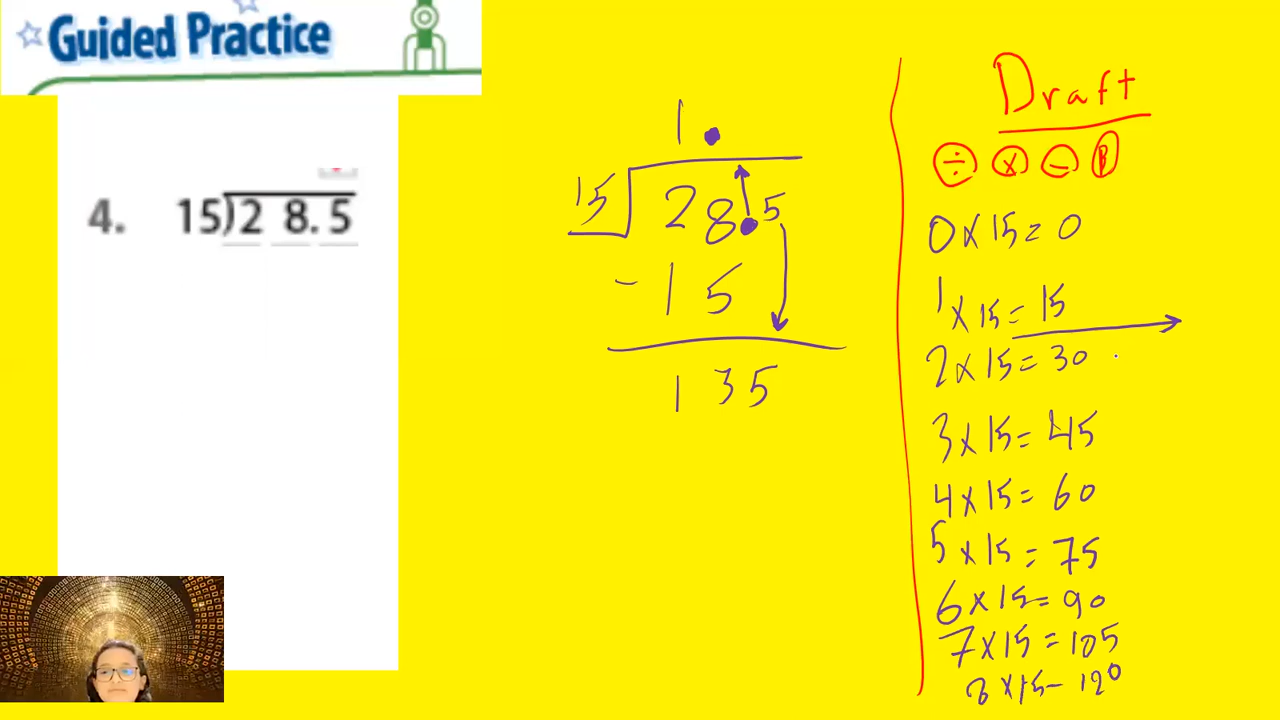 Guided Practice
4. 15)2 8.5
1.
15 28.5
- 15
135
Draft
÷ x - B
0 x 15 = 0
1 x 15 = 15
2 x 15 = 30
3 x 15 = 45
4 x 15 = 60
5 x 15 = 75
6 x 15 = 90
7 x 15 = 105
8 x 15 = 120